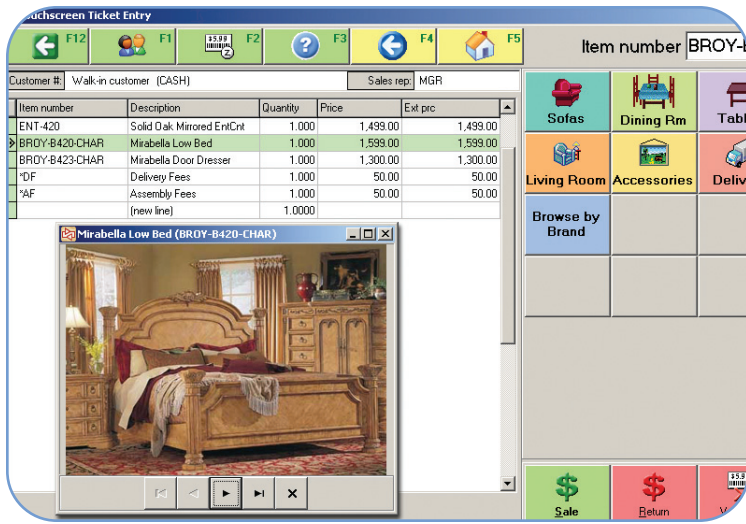 ouchscreen Ticket Entry
F12 F1 F2 F3 F4 F5
Item number BROY-
Customer #: Walk-in customer (CASH) Sales rep: MGR
Item number Description Quantity Price Ext prc
ENT-420 Solid Oak Mirrored EntCnt 1.000 1,499.00 1,499.00
BROY-B420-CHAR Mirabella Low Bed 1.000 1,599.00 1,599.00
BROY-B423-CHAR Mirabella Door Dresser 1.000 1,300.00 1,300.00
*DF Delivery Fees 1.000 50.00 50.00
*AF Assembly Fees 1.000 50.00 50.00
(new line) 1.0000
Sofas Dining Rm Tabl
Living Room Accessories Deliv
Browse by
Brand
Mirabella Low Bed (BROY-B420-CHAR)
Sale Return